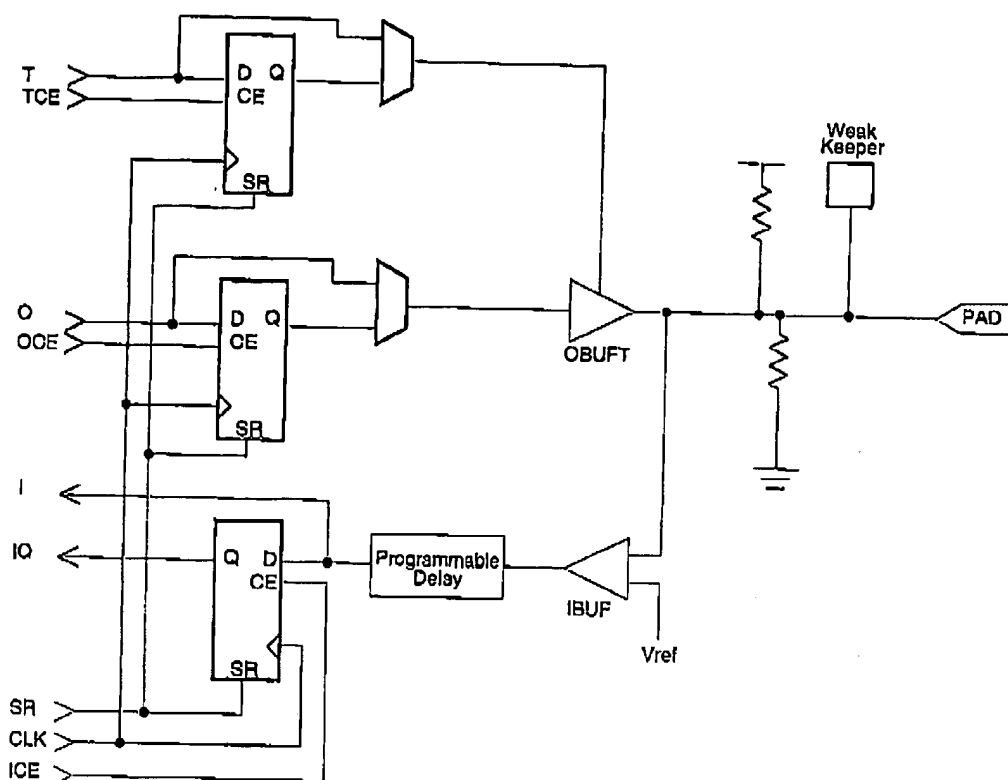 T
TCE
D Q
CE
SR
Weak
Keeper
O
OCE
D Q
CE
SR
OBUFT
PAD
I
IQ
Q D
CE
SR
Programmable
Delay
IBUF
Vref
SR
CLK
ICE